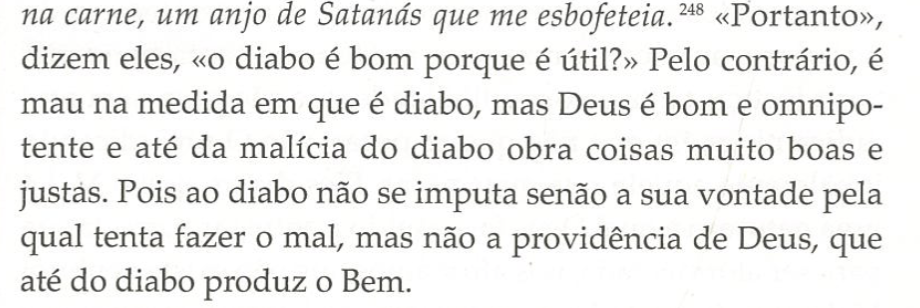 na carne, um anjo de Satanás que me esbofeteia.²⁴⁸ «Portanto»,
dizem eles, «o diabo é bom porque é útil?» Pelo contrário, é
mau na medida em que é diabo, mas Deus é bom e omnipo-
tente e até da malícia do diabo obra coisas muito boas e
justas. Pois ao diabo não se imputa senão a sua vontade pela
qual tenta fazer o mal, mas não a providência de Deus, que
até do diabo produz o Bem.